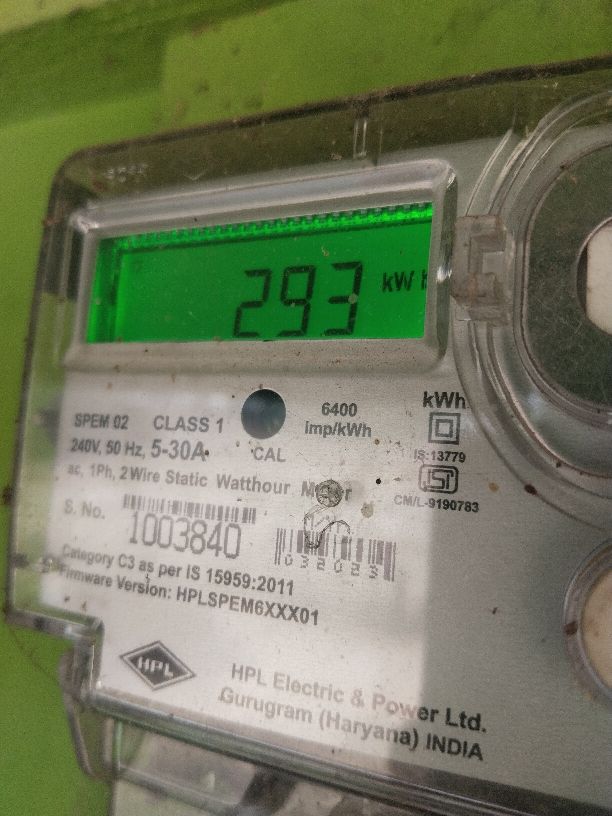 293 kW h
kWh
SPEM 02 CLASS 1 6400
imp/kWh
240V, 50 Hz, 5-30A CAL
IS:13779
ac, 1Ph, 2Wire Static Watthour Meter
CM/L-9190783
S. No. 1003840
032023
Category C3 as per IS 15959:2011
Firmware Version: HPLSPEM6XXX01
HPL
HPL Electric & Power Ltd.
Gurugram (Haryana) INDIA